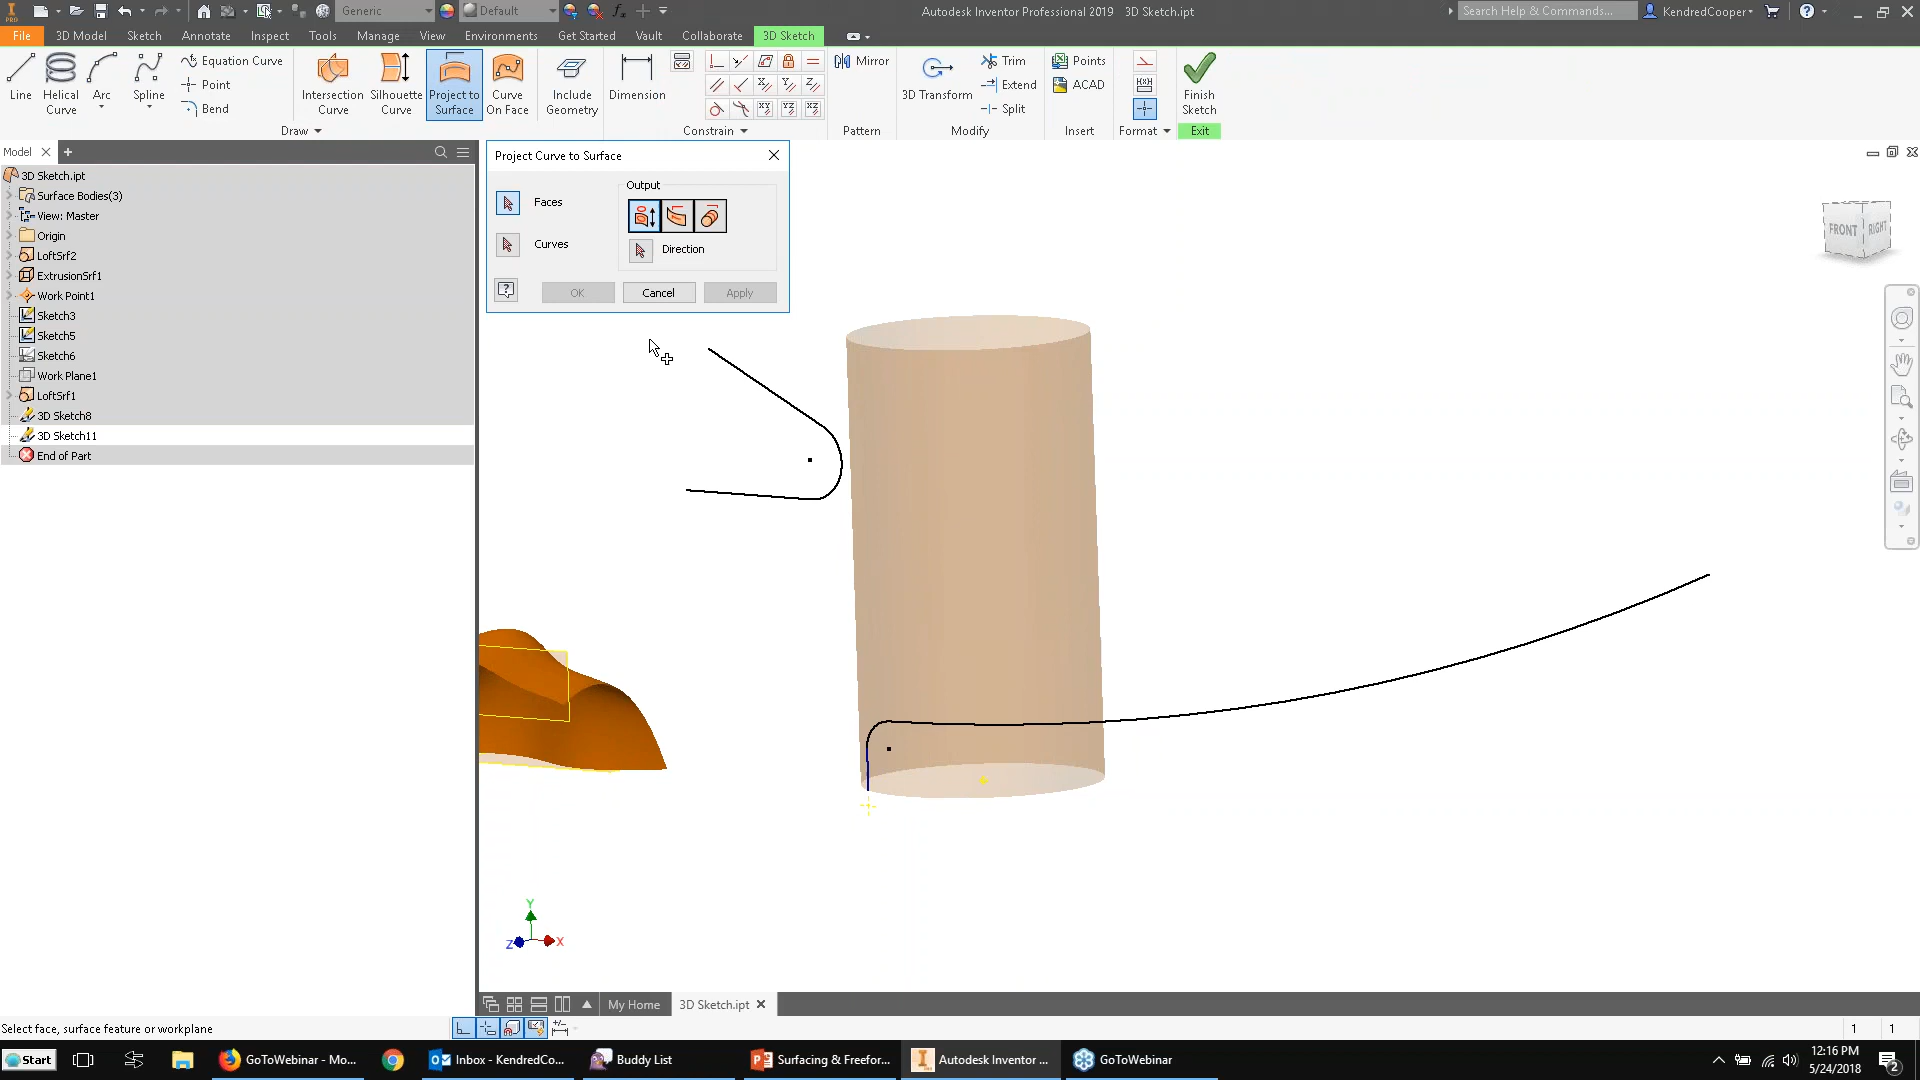 PRO
Generic
Default
fx
Autodesk Inventor Professional 2019 3D Sketch.ipt
Search Help & Commands...
KendredCooper
File 3D Model Sketch Annotate Inspect Tools Manage View Environments Get Started Vault Collaborate 3D Sketch
Line
Helical Curve
Arc
Spline
Equation Curve
Point
Bend
Intersection Curve
Silhouette Curve
Project to Surface
Curve On Face
Include Geometry
Dimension
Mirror
3D Transform
Trim
Extend
Split
Points
ACAD
Finish Sketch
Draw
Constrain
Pattern
Modify
Insert
Format
Exit
Model
3D Sketch.ipt
Surface Bodies(3)
View: Master
Origin
LoftSrf2
ExtrusionSrf1
Work Point1
Sketch3
Sketch5
Sketch6
Work Plane1
LoftSrf1
3D Sketch8
3D Sketch11
End of Part
Project Curve to Surface
Faces
Curves
Output
Direction
OK
Cancel
Apply
FRONT
RIGHT
Y
Z
X
My Home
3D Sketch.ipt
Select face, surface feature or workplane
1 1
Start
GoToWebinar - Mo...
Inbox - KendredCo...
Buddy List
Surfacing & Freefor...
Autodesk Inventor ...
GoToWebinar
12:16 PM
5/24/2018
2